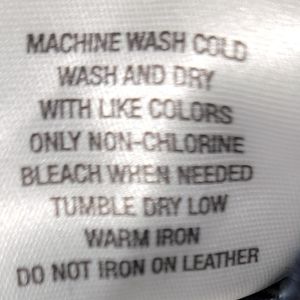 MACHINE WASH COLD
WASH AND DRY
WITH LIKE COLORS
ONLY NON-CHLORINE
BLEACH WHEN NEEDED
TUMBLE DRY LOW
WARM IRON
DO NOT IRON ON LEATHER